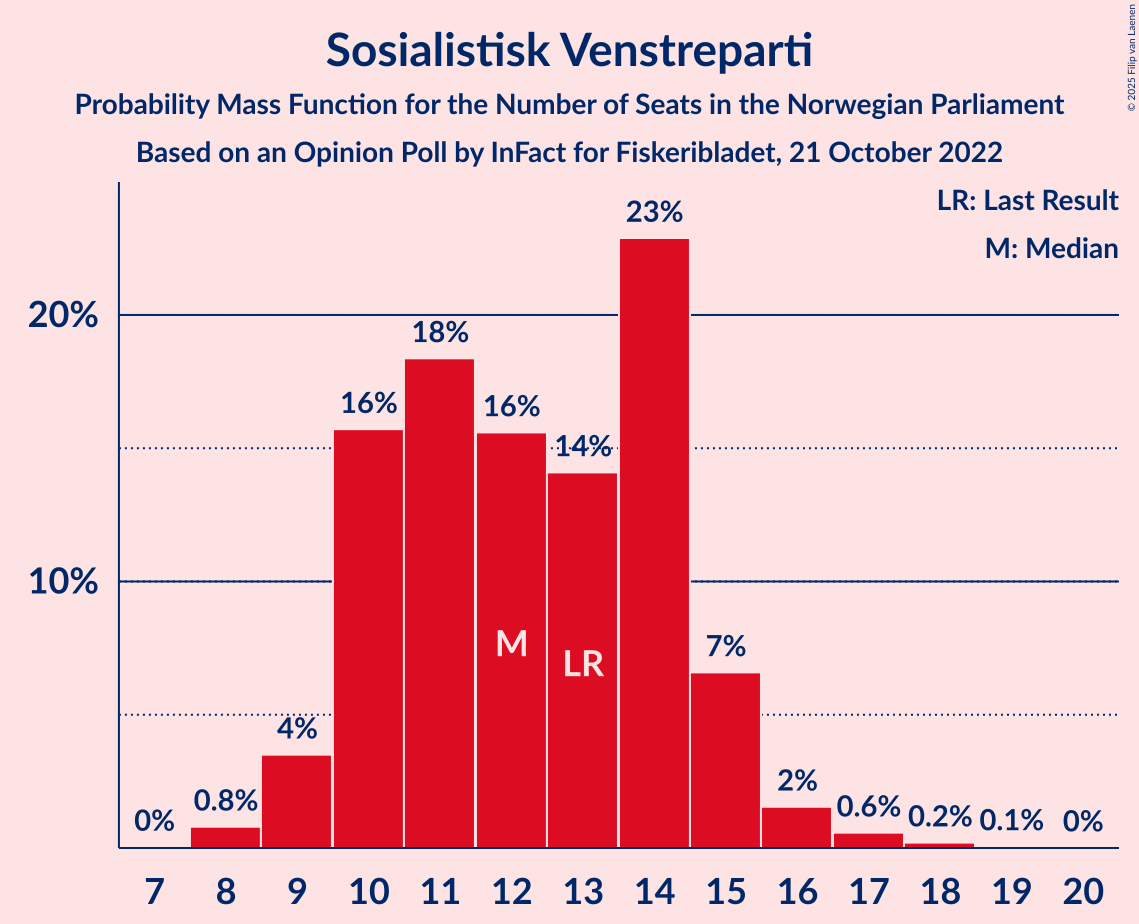 Sosialistisk Venstreparti
Probability Mass Function for the Number of Seats in the Norwegian Parliament
Based on an Opinion Poll by InFact for Fiskeribladet, 21 October 2022
© 2025 Filip van Laenen
LR: Last Result
M: Median
20%
10%
0%
0.8%
4%
16%
18%
16%
14%
23%
7%
2%
0.6%
0.2%
0.1%
0%
M
LR
7 8 9 10 11 12 13 14 15 16 17 18 19 20